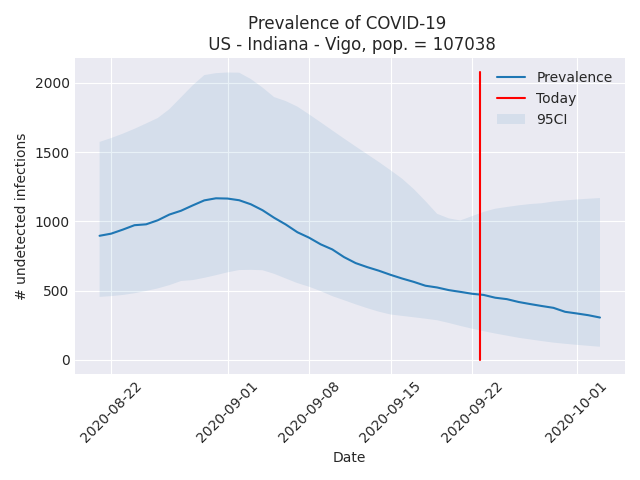 Prevalence of COVID-19
US - Indiana - Vigo, pop. = 107038
Prevalence
Today
95CI
# undetected infections
2000
1500
1000
500
0
2020-08-22
2020-09-01
2020-09-08
2020-09-15
2020-09-22
2020-10-01
Date